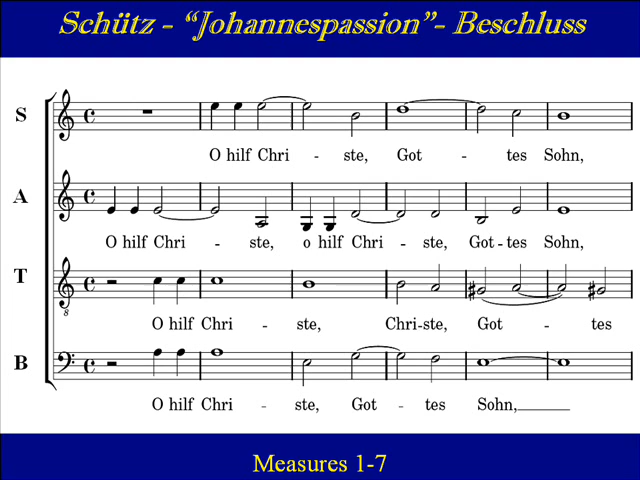 Schütz - “Johannespassion”- Beschluss
S
O hilf Chri - ste, Got - tes Sohn,
A
O hilf Chri - ste, o hilf Chri - ste, Got - tes Sohn,
T
8
O hilf Chri - ste, Chri - ste, Got - tes
B
O hilf Chri - ste, Got - tes Sohn,
Measures 1-7